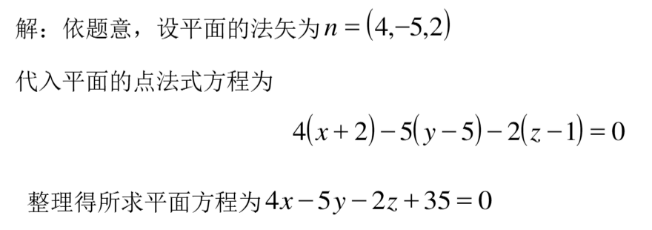 解：依题意，设平面的法矢为n=(4,-5,2)
代入平面的点法式方程为
4(x+2)-5(y-5)-2(z-1)=0
整理得所求平面方程为4x-5y-2z+35=0